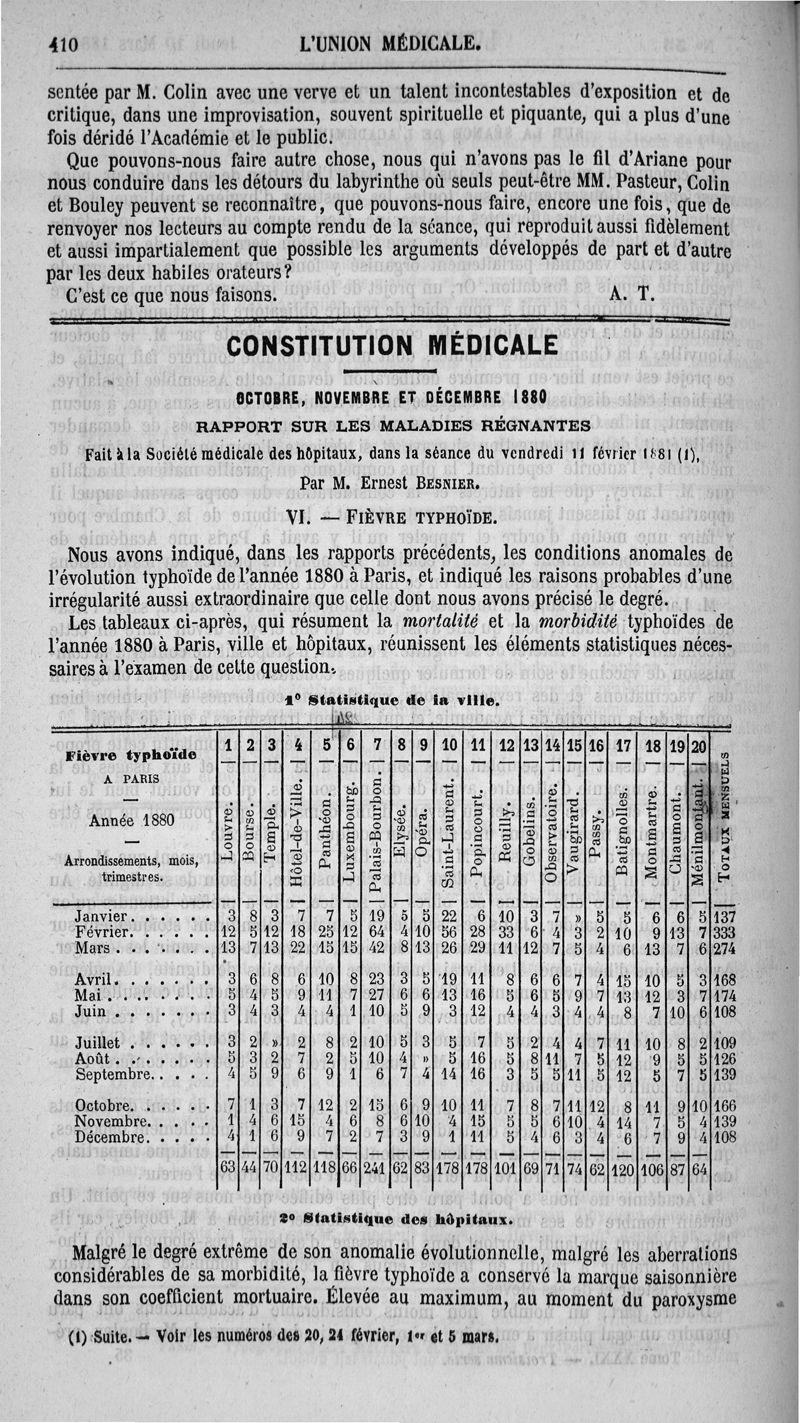 410 L'UNION MÉDICALE.
sentée par M. Colin avec une verve et un talent incontestables d'exposition et de
critique, dans une improvisation, souvent spirituelle et piquante, qui a plus d'une
fois déridé l'Académie et le public.
Que pouvons-nous faire autre chose, nous qui n'avons pas le fil d'Ariane pour
nous conduire dans les détours du labyrinthe où seuls peut-être MM. Pasteur, Colin
et Bouley peuvent se reconnaître, que pouvons-nous faire, encore une fois, que de
renvoyer nos lecteurs au compte rendu de la séance, qui reproduit aussi fidèlement
et aussi impartialement que possible les arguments développés de part et d'autre
par les deux habiles orateurs?
C'est ce que nous faisons. A. T.
CONSTITUTION MÉDICALE
OCTOBRE, NOVEMBRE ET DÉCEMBRE 1880
RAPPORT SUR LES MALADIES RÉGNANTES
Fait à la Société médicale des hôpitaux, dans la séance du vendredi 11 février 1881 (1),
Par M. Ernest BESNIER.
VI. — FIÈVRE TYPHOÏDE.
Nous avons indiqué, dans les rapports précédents, les conditions anomales de
l'évolution typhoïde de l'année 1880 à Paris, et indiqué les raisons probables d'une
irrégularité aussi extraordinaire que celle dont nous avons précisé le degré.
Les tableaux ci-après, qui résument la mortalité et la morbidité typhoïdes de
l'année 1880 à Paris, ville et hôpitaux, réunissent les éléments statistiques néces-
saires à l'examen de cette question.
1° Statistique de la ville.
Fièvre typhoïde
A PARIS
—
Année 1880
—
Arrondissements, mois,
trimestres.
1 2 3 4 5 6 7 8 9 10 11 12 13 14 15 16 17 18 19 20
Louvre. Bourse. Temple. Hôtel-de-Ville. Panthéon. Luxembourg. Palais-Bourbon. Elysée. Opéra. Saint-Laurent. Popincourt. Reuilly. Gobelins. Observatoire. Vaugirard. Passy. Batignolles. Montmartre. Chaumont. Ménilmontant. TOTAUX MENSUELS
Janvier. . . . . . 3 8 3 7 7 5 19 5 5 22 6 10 3 7 » 5 5 6 6 5 137
Février. . . . . . 12 5 12 18 25 12 64 4 10 56 28 33 6 4 3 2 10 9 13 7 333
Mars . . . . . . . 13 7 13 22 15 15 42 8 13 26 29 11 12 7 5 4 6 13 7 6 274
Avril. . . . . . . 3 6 8 6 10 8 23 3 5 19 11 8 6 6 7 4 15 10 5 3 168
Mai . . . . . . . 5 4 5 9 11 7 27 6 6 13 16 5 6 5 9 7 13 12 3 7 174
Juin . . . . . . . 3 4 3 4 4 1 10 5 9 3 12 4 4 3 4 4 8 7 10 6 108
Juillet . . . . . . 3 2 » 2 8 2 10 5 3 5 7 5 2 4 4 7 11 10 8 2 109
Août. . . . . . . 5 3 2 7 2 5 10 4 » 5 16 5 8 11 7 5 12 9 5 5 126
Septembre. . . . . 4 5 9 6 9 1 6 7 4 14 16 3 5 5 11 5 12 5 7 5 139
Octobre. . . . . . 7 1 3 7 12 2 15 6 9 10 11 7 8 7 11 12 8 11 9 10 166
Novembre. . . . . 1 4 6 15 4 6 8 6 10 4 15 5 5 6 10 4 14 7 5 4 139
Décembre. . . . . 4 1 6 9 7 2 7 3 9 1 11 5 4 6 3 4 6 7 9 4 108
63 44 70 112 118 66 241 62 83 178 178 101 69 71 74 62 120 106 87 64
2° Statistique des hôpitaux.
Malgré le degré extrême de son anomalie évolutionnelle, malgré les aberrations
considérables de sa morbidité, la fièvre typhoïde a conservé la marque saisonnière
dans son coefficient mortuaire. Élevée au maximum, au moment du paroxysme
(1) Suite. — Voir les numéros des 20, 24 février, 1er et 5 mars.